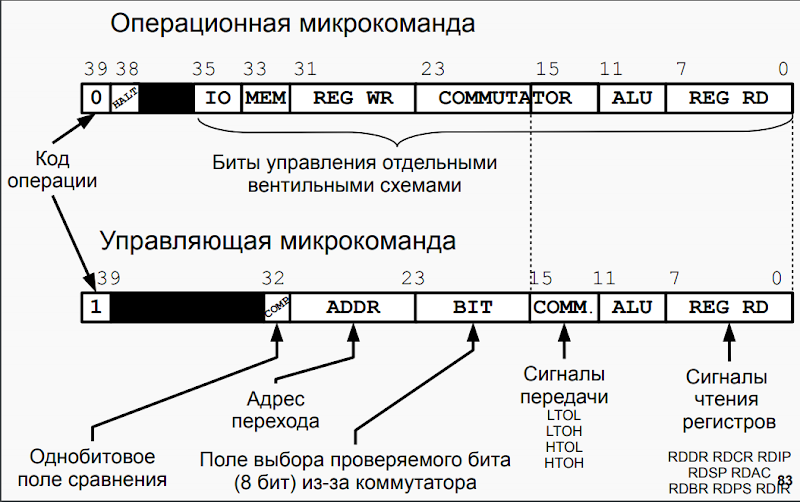 Операционная микрокоманда
39 38 35 33 31 23 15 11 7 0
0 HALT IO MEM REG WR COMMUTATOR ALU REG RD
Код
операции
Биты управления отдельными
вентильными схемами
Управляющая микрокоманда
39 32 23 15 11 7 0
1 COMP ADDR BIT COMM. ALU REG RD
Однобитовое
поле сравнения
Адрес
перехода
Поле выбора проверяемого бита
(8 бит) из-за коммутатора
Сигналы
передачи
LTOL
LTOH
HTOL
HTOH
Сигналы
чтения
регистров
RDDR RDCR RDIP
RDSP RDAC
RDBR RDPS RDIR
83